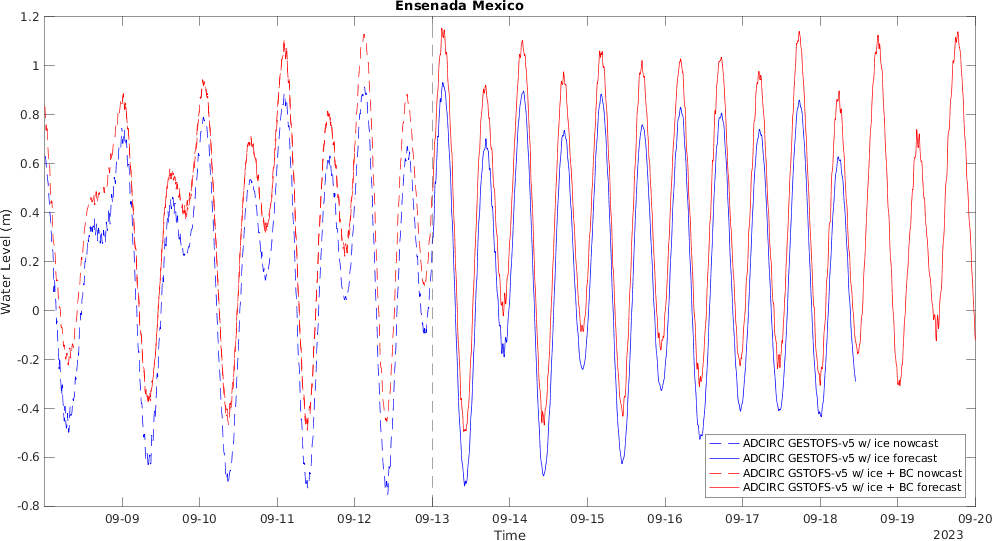 Ensenada Mexico
1.2
1
0.8
0.6
0.4
0.2
0
-0.2
-0.4
-0.6
-0.8
Water Level (m)
ADCIRC GESTOFS-v5 w/ ice nowcast
ADCIRC GESTOFS-v5 w/ ice forecast
ADCIRC GSTOFS-v5 w/ ice + BC nowcast
ADCIRC GSTOFS-v5 w/ ice + BC forecast
09-09 09-10 09-11 09-12 09-13 09-14 09-15 09-16 09-17 09-18 09-19 09-20
Time
2023